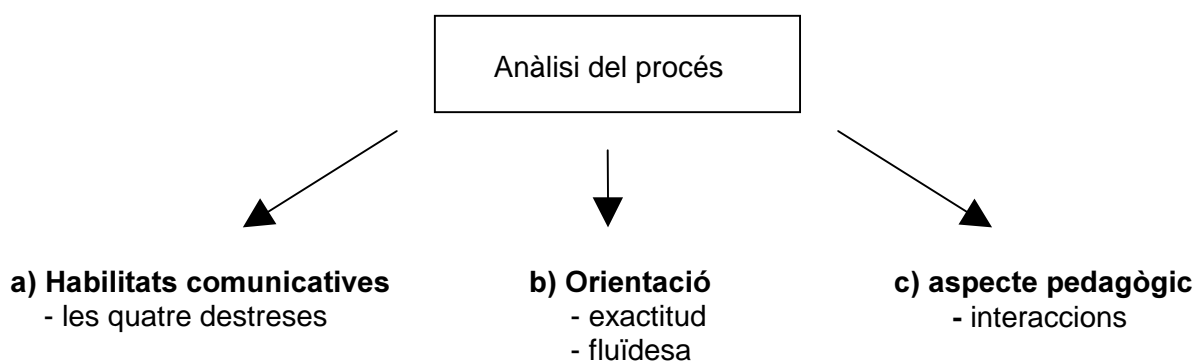 Anàlisi del procés
a) Habilitats comunicatives
- les quatre destreses
b) Orientació
- exactitud
- fluïdesa
c) aspecte pedagògic
- interaccions